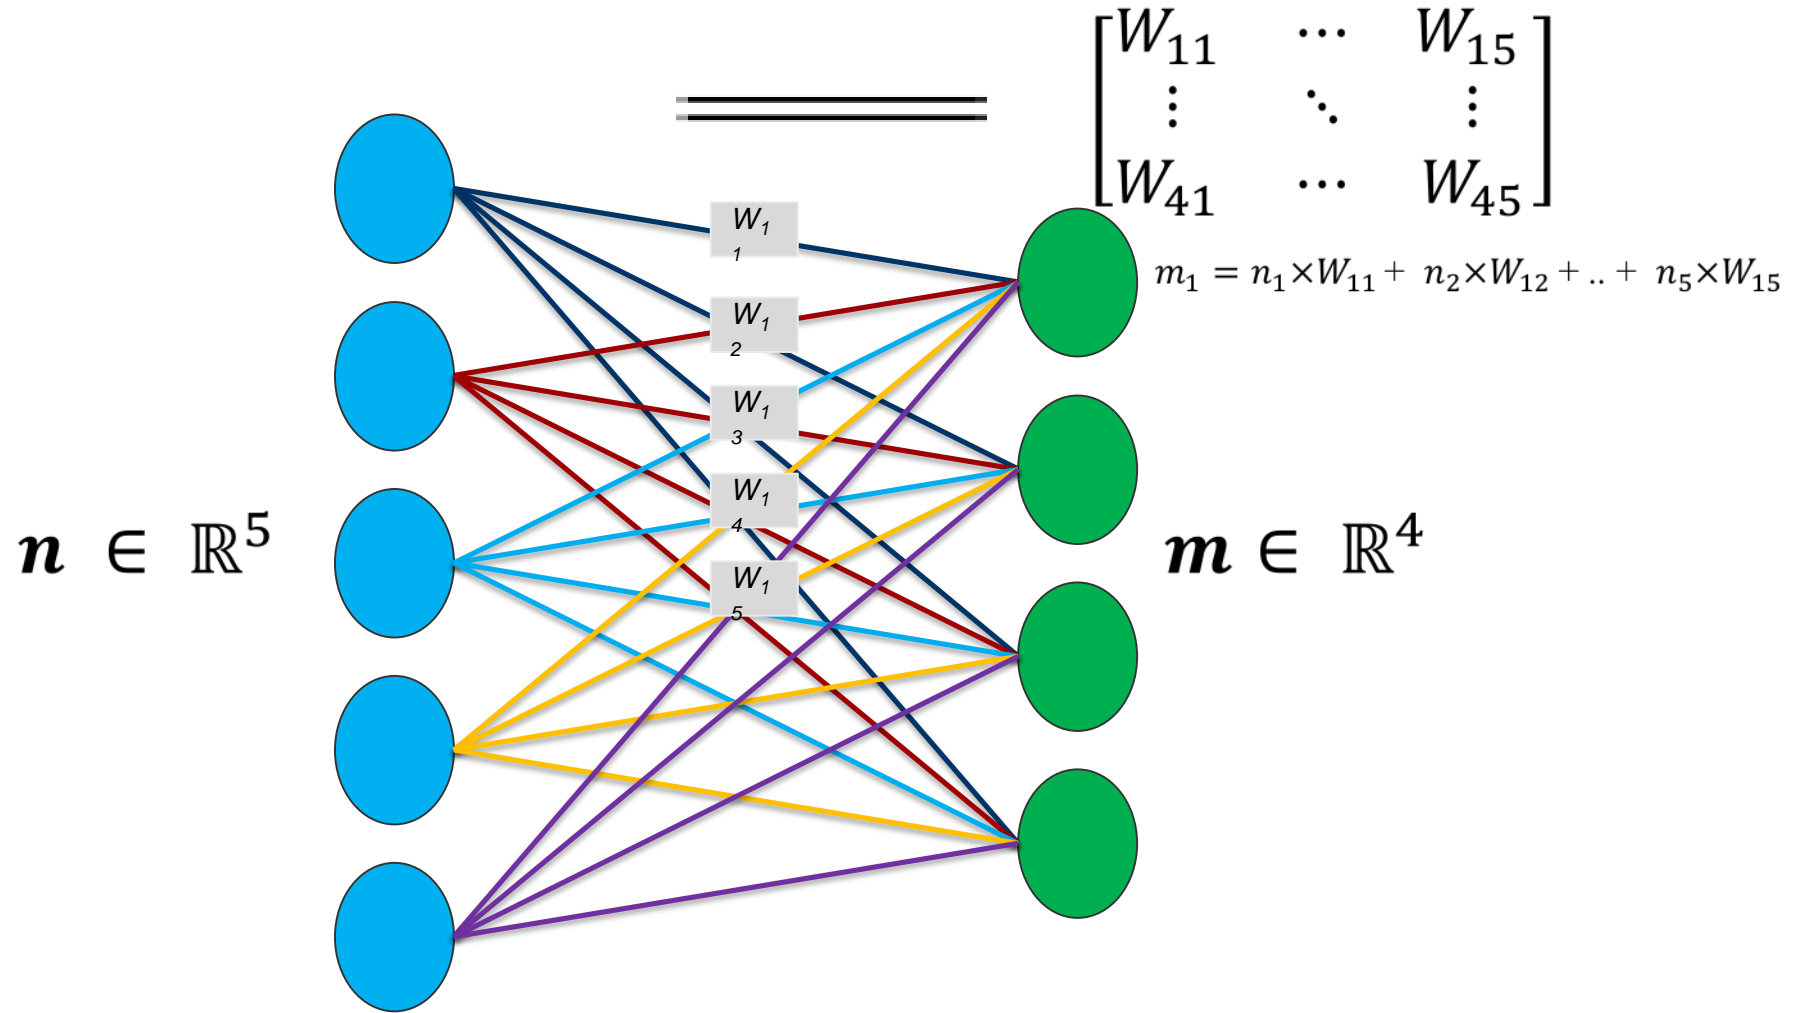 W₁₁ ⋯ W₁₅
⋮ ⋱ ⋮
W₄₁ ⋯ W₄₅
W₁
₁
m₁ = n₁×W₁₁ + n₂×W₁₂ + .. + n₅×W₁₅
W₁
₂
W₁
₃
W₁
₄
n ∈ ℝ⁵
m ∈ ℝ⁴
W₁
₅